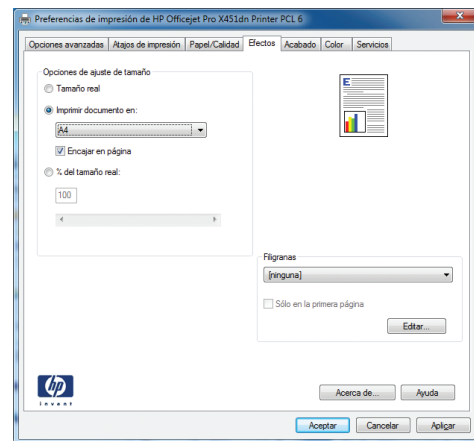 Preferencias de impresión de HP Officejet Pro X451dn Printer PCL 6
Opciones avanzadas Atajos de impresión Papel/Calidad Efectos Acabado Color Servicios
Opciones de ajuste de tamaño
Tamaño real
Imprimir documento en:
A4
Encajar en página
% del tamaño real:
100
E
Filigranas
[ninguna]
Sólo en la primera página
Editar...
hp
invent
Acerca de... Ayuda
Aceptar Cancelar Aplicar